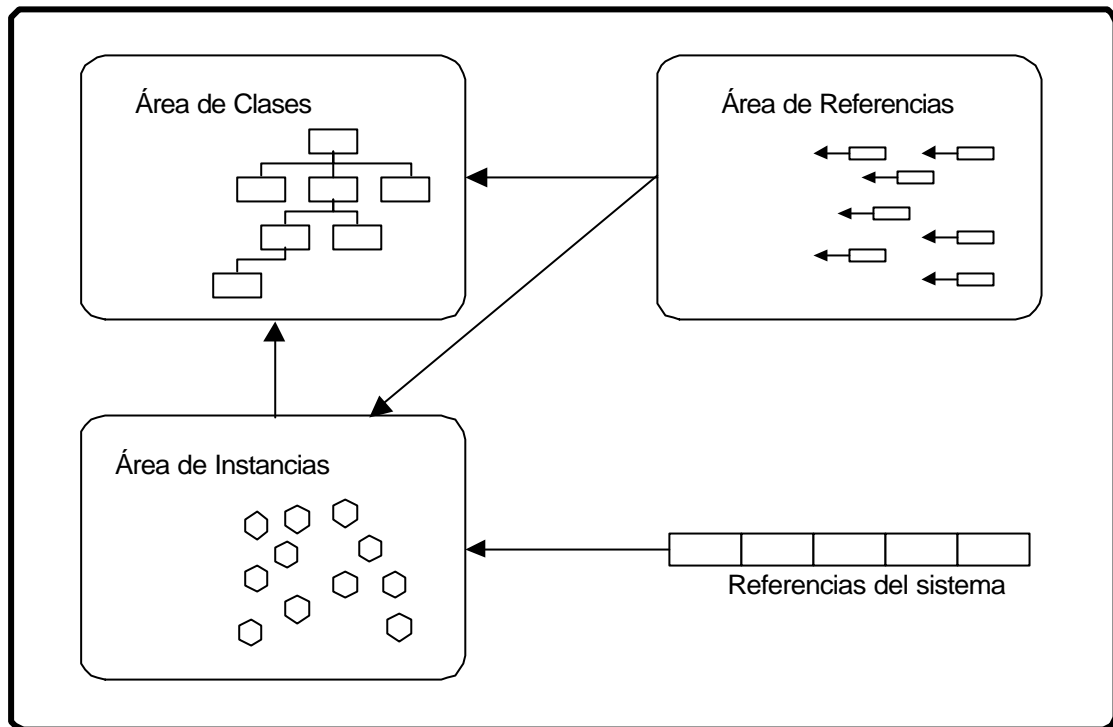 Área de Clases
Área de Referencias
Área de Instancias
Referencias del sistema